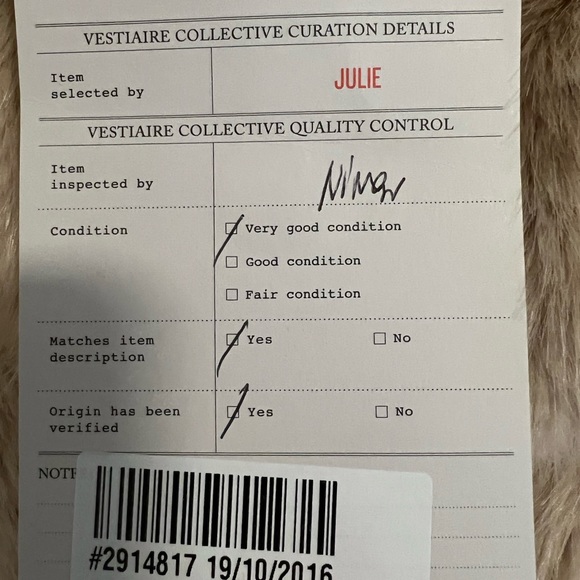 VESTIAIRE COLLECTIVE CURATION DETAILS
Item selected by
JULIE
VESTIAIRE COLLECTIVE QUALITY CONTROL
Item inspected by
Condition
Very good condition
Good condition
Fair condition
Matches item description
Yes
No
Origin has been verified
Yes
No
#2914817 19/10/2016